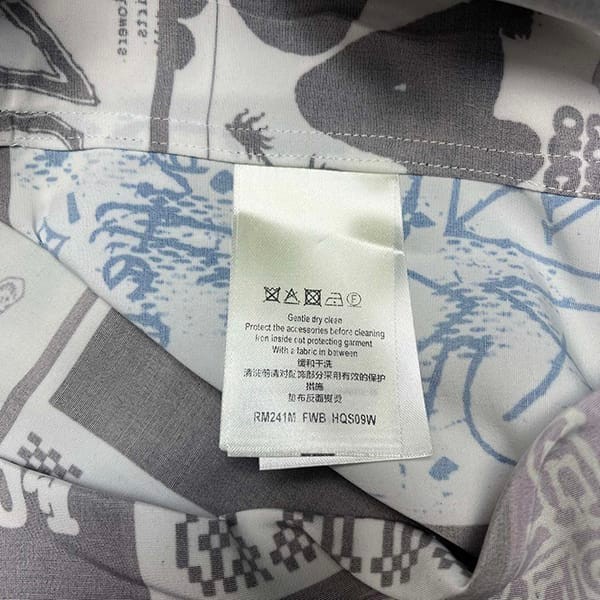 Gentle dry clean
Protect the accessories before cleaning
Iron inside out protecting garment
With a fabric in between
缓和干洗
清洗前请对配饰部分采用有效的保护
措施
垫布反面熨烫
RM241M FWB HQS09W